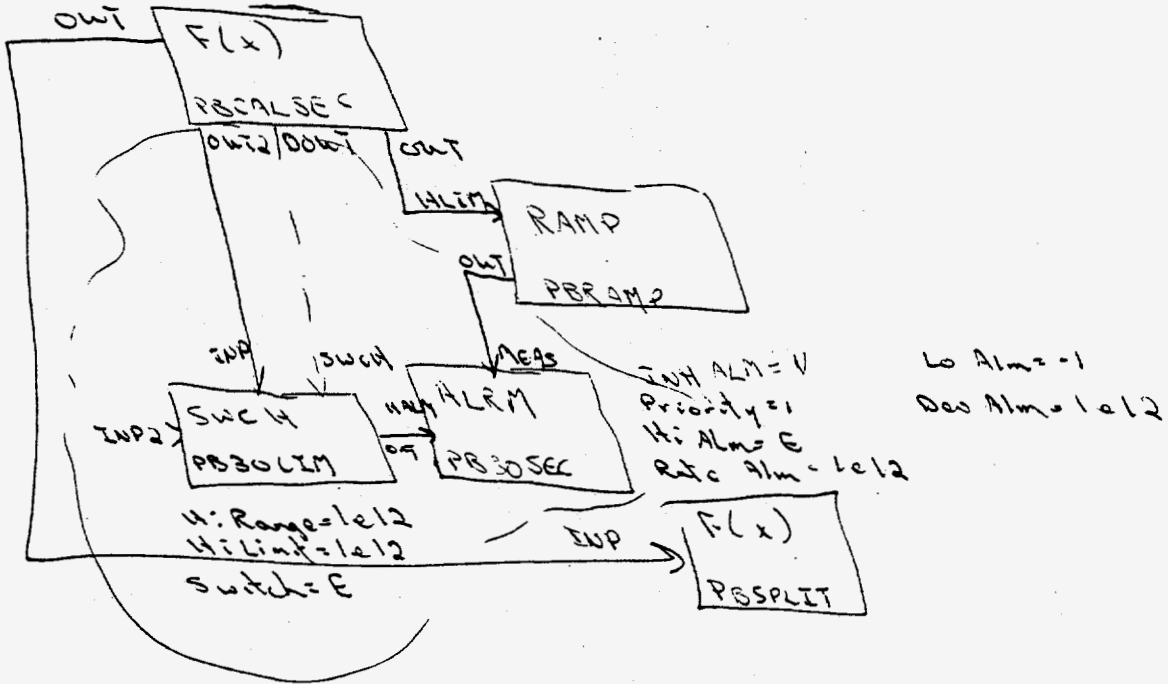 OUT
F(x)
PBCALSEC
OUT2/DOUT
OUT
HLIM
RAMP
PBRAMP
OUT
MEAS
INP
SWCH
INP2
SWCH
PB30LIM
HALM
ALRM
PB30SEC
INH ALM = V
Priority = 1
Hi Alm = E
Rate Alm = 1e12
Lo Alm = -1
Dev Alm = 1e12
Hi Range = 1e12
Hi Limit = 1e12
Switch = E
INP
F(x)
PBSPLIT